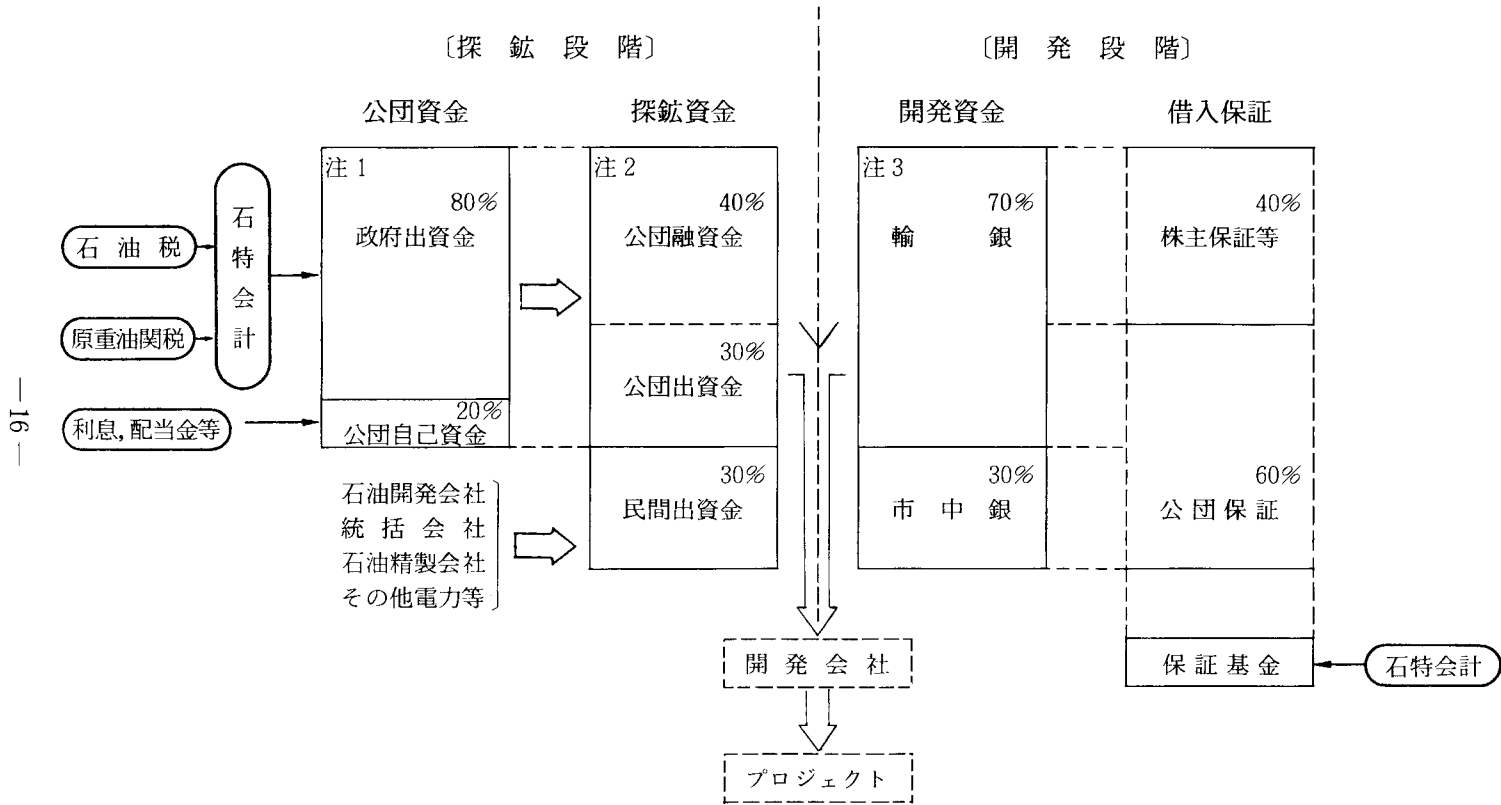 〔探 鉱 段 階〕
〔開 発 段 階〕
公団資金
探鉱資金
開発資金
借入保証
石油税
原重油関税
利息,配当金等
石特会計
注1
80%
政府出資金
20%
公団自己資金
注2
40%
公団融資金
30%
公団出資金
30%
民間出資金
石油開発会社
統括会社
石油精製会社
その他電力等
注3
70%
輸銀
30%
市中銀
40%
株主保証等
60%
公団保証
保証基金
石特会計
開発会社
プロジェクト
—16—